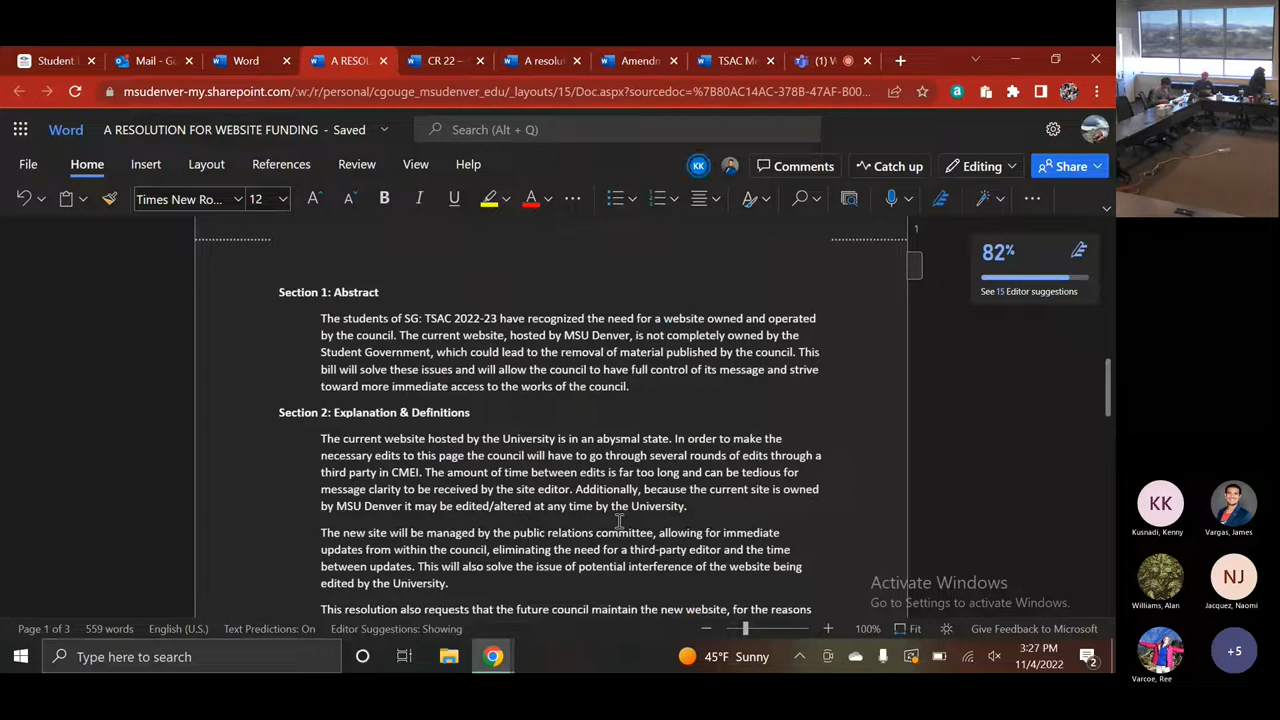 Student
Mail - Ge
Word
A RESOL
CR 22 –
A resolut
Amendm
TSAC Me
(1) W
msudenver-my.sharepoint.com/:w:/r/personal/cgouge_msudenver_edu/_layouts/15/Doc.aspx?sourcedoc=%7B80AC14AC-378B-47AF-B00...
Word
A RESOLUTION FOR WEBSITE FUNDING - Saved
Search (Alt + Q)
File
Home
Insert
Layout
References
Review
View
Help
KK
Comments
Catch up
Editing
Share
Times New Ro...
12
1
82%
See 15 Editor suggestions
Section 1: Abstract
The students of SG: TSAC 2022-23 have recognized the need for a website owned and operated
by the council. The current website, hosted by MSU Denver, is not completely owned by the
Student Government, which could lead to the removal of material published by the council. This
bill will solve these issues and will allow the council to have full control of its message and strive
toward more immediate access to the works of the council.
Section 2: Explanation & Definitions
The current website hosted by the University is in an abysmal state. In order to make the
necessary edits to this page the council will have to go through several rounds of edits through a
third party in CMEI. The amount of time between edits is far too long and can be tedious for
message clarity to be received by the site editor. Additionally, because the current site is owned
by MSU Denver it may be edited/altered at any time by the University.
The new site will be managed by the public relations committee, allowing for immediate
updates from within the council, eliminating the need for a third-party editor and the time
between updates. This will also solve the issue of potential interference of the website being
edited by the University.
This resolution also requests that the future council maintain the new website, for the reasons
Activate Windows
Go to Settings to activate Windows.
Page 1 of 3
559 words
English (U.S.)
Text Predictions: On
Editor Suggestions: Showing
100%
Fit
Give Feedback to Microsoft
Type here to search
45°F Sunny
3:27 PM
11/4/2022
2
KK
Kusnadi, Kenny
Vargas, James
Williams, Alan
NJ
Jacquez, Naomi
Varcoe, Ree
+5